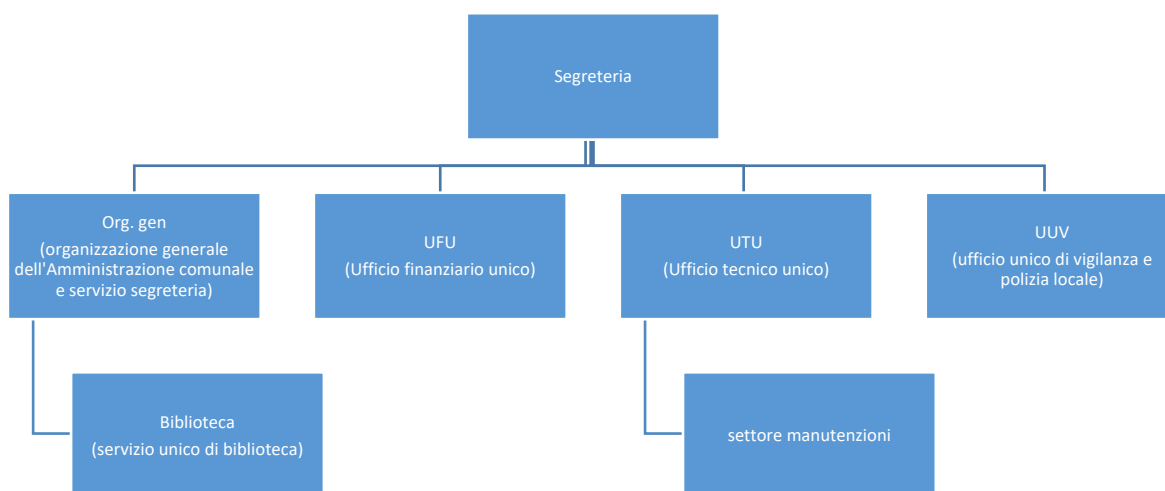 Segreteria
Org. gen
(organizzazione generale
dell'Amministrazione comunale
e servizio segreteria)
UFU
(Ufficio finanziario unico)
UTU
(Ufficio tecnico unico)
UUV
(ufficio unico di vigilanza e
polizia locale)
Biblioteca
(servizio unico di biblioteca)
settore manutenzioni